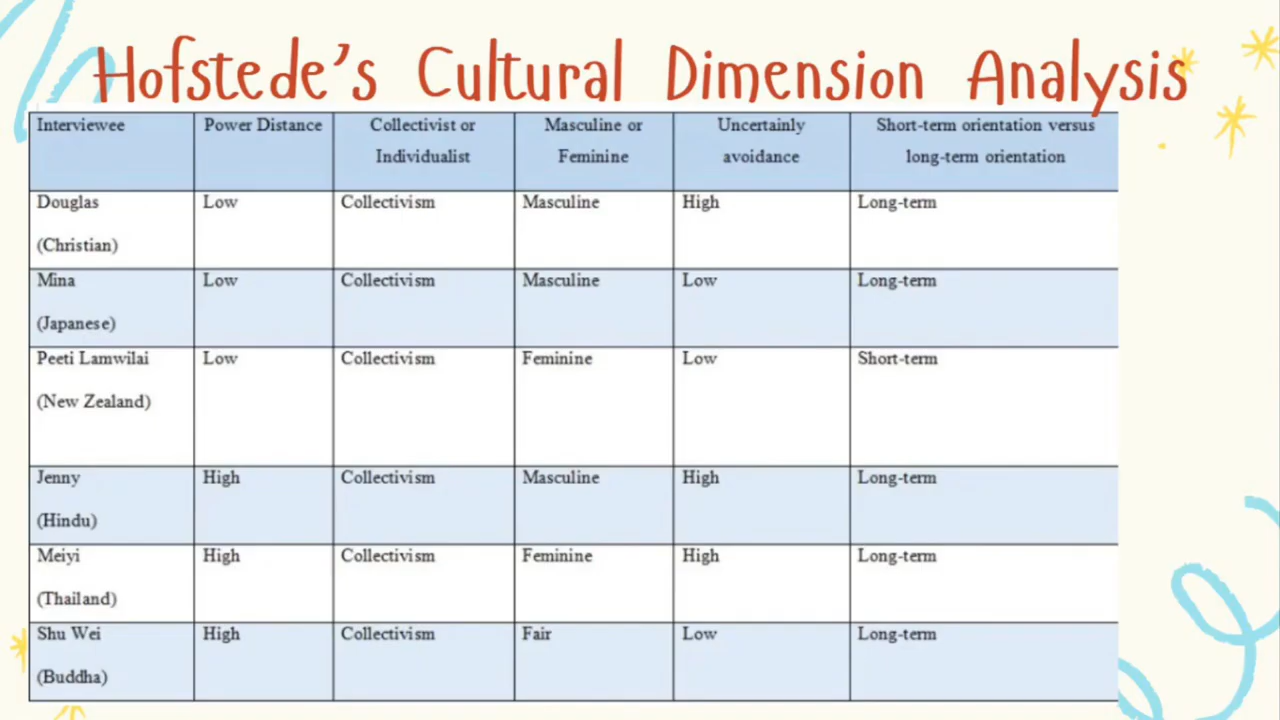 Hofstede's Cultural Dimension Analysis
Interviewee Power Distance Collectivist or Masculine or Uncertainly Short-term orientation versus
Individualist Feminine avoidance long-term orientation
Douglas Low Collectivism Masculine High Long-term
(Christian)
Mina Low Collectivism Masculine Low Long-term
(Japanese)
Peeti Lamwilai Low Collectivism Feminine Low Short-term
(New Zealand)
Jenny High Collectivism Masculine High Long-term
(Hindu)
Meiyi High Collectivism Feminine High Long-term
(Thailand)
Shu Wei High Collectivism Fair Low Long-term
(Buddha)